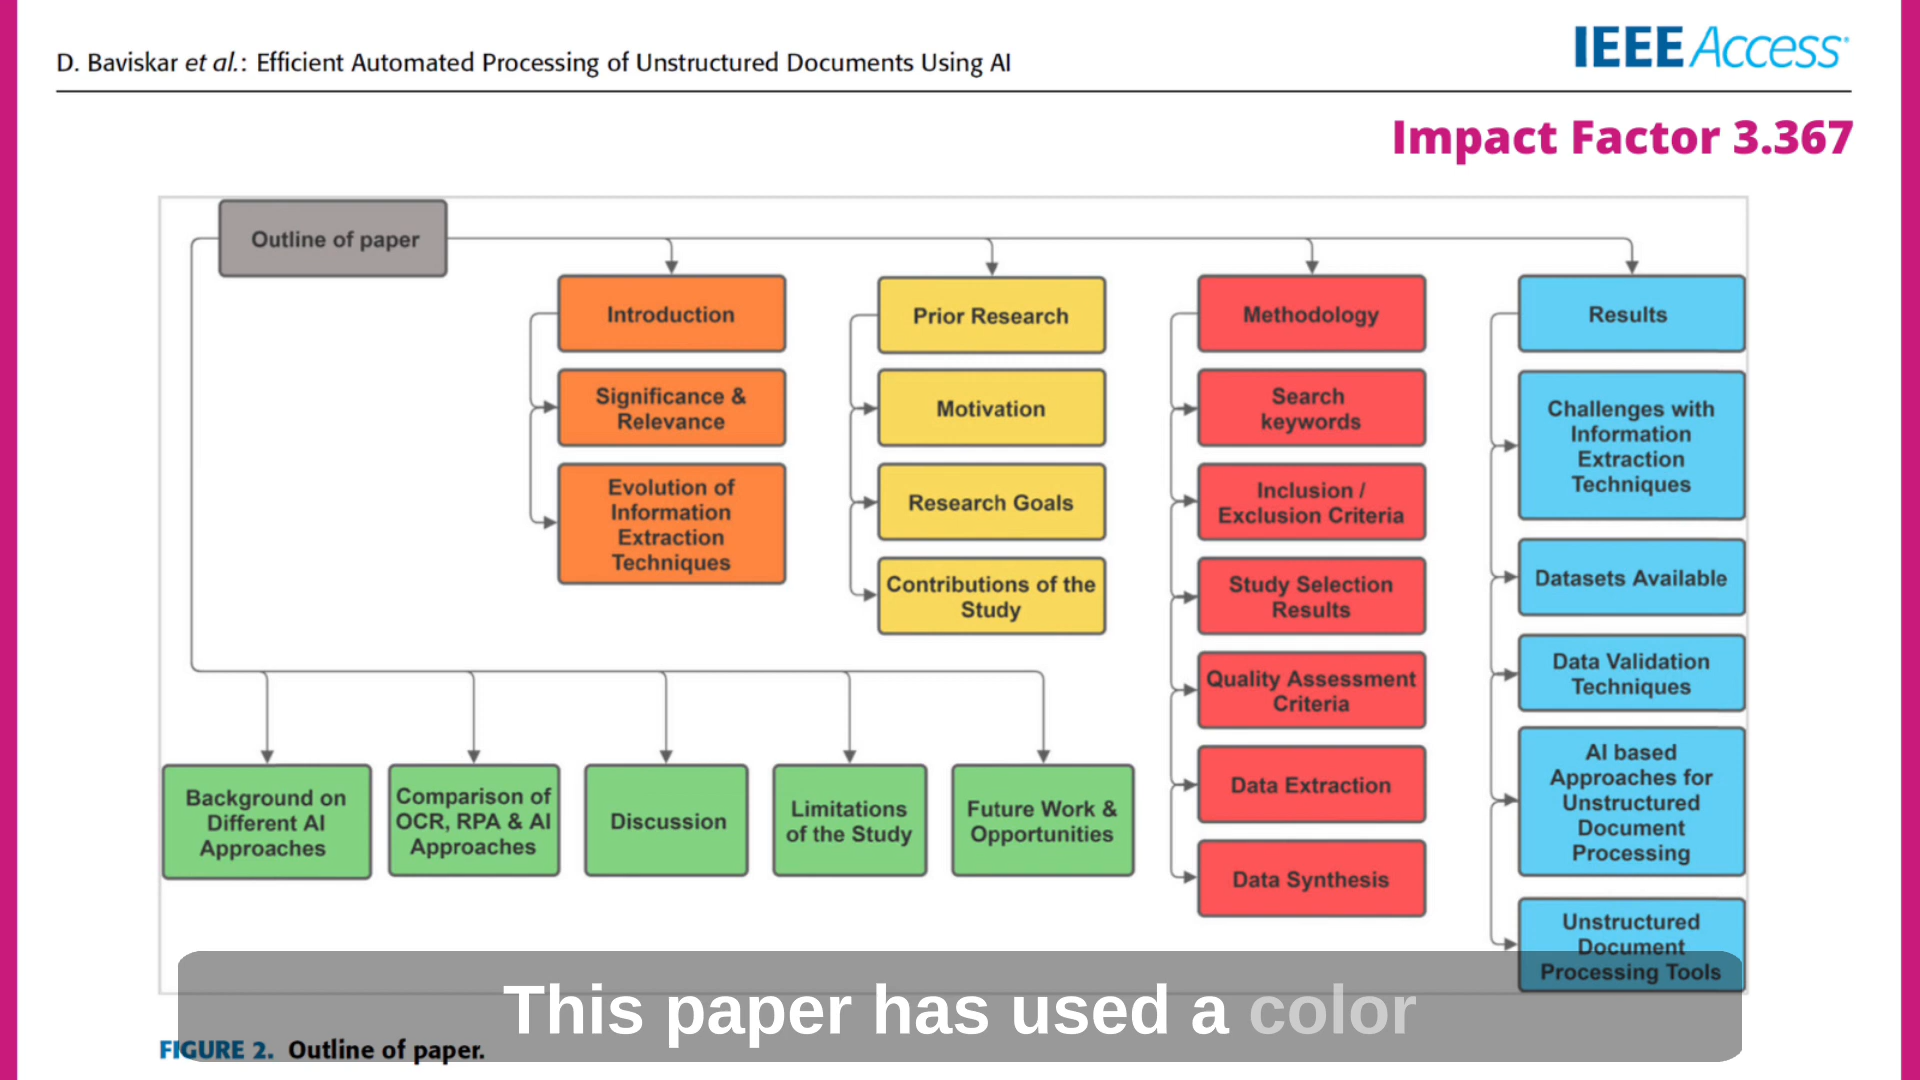 D. Baviskar et al.: Efficient Automated Processing of Unstructured Documents Using AI
IEEE Access
Impact Factor 3.367
Outline of paper
Introduction
Significance &
Relevance
Evolution of
Information
Extraction
Techniques
Prior Research
Motivation
Research Goals
Contributions of the
Study
Methodology
Search
keywords
Inclusion /
Exclusion Criteria
Study Selection
Results
Quality Assessment
Criteria
Data Extraction
Data Synthesis
Results
Challenges with
Information
Extraction
Techniques
Datasets Available
Data Validation
Techniques
AI based
Approaches for
Unstructured
Document
Processing
Unstructured
Document
Processing Tools
Background on
Different AI
Approaches
Comparison of
OCR, RPA & AI
Approaches
Discussion
Limitations
of the Study
Future Work &
Opportunities
This paper has used a color
FIGURE 2. Outline of paper.